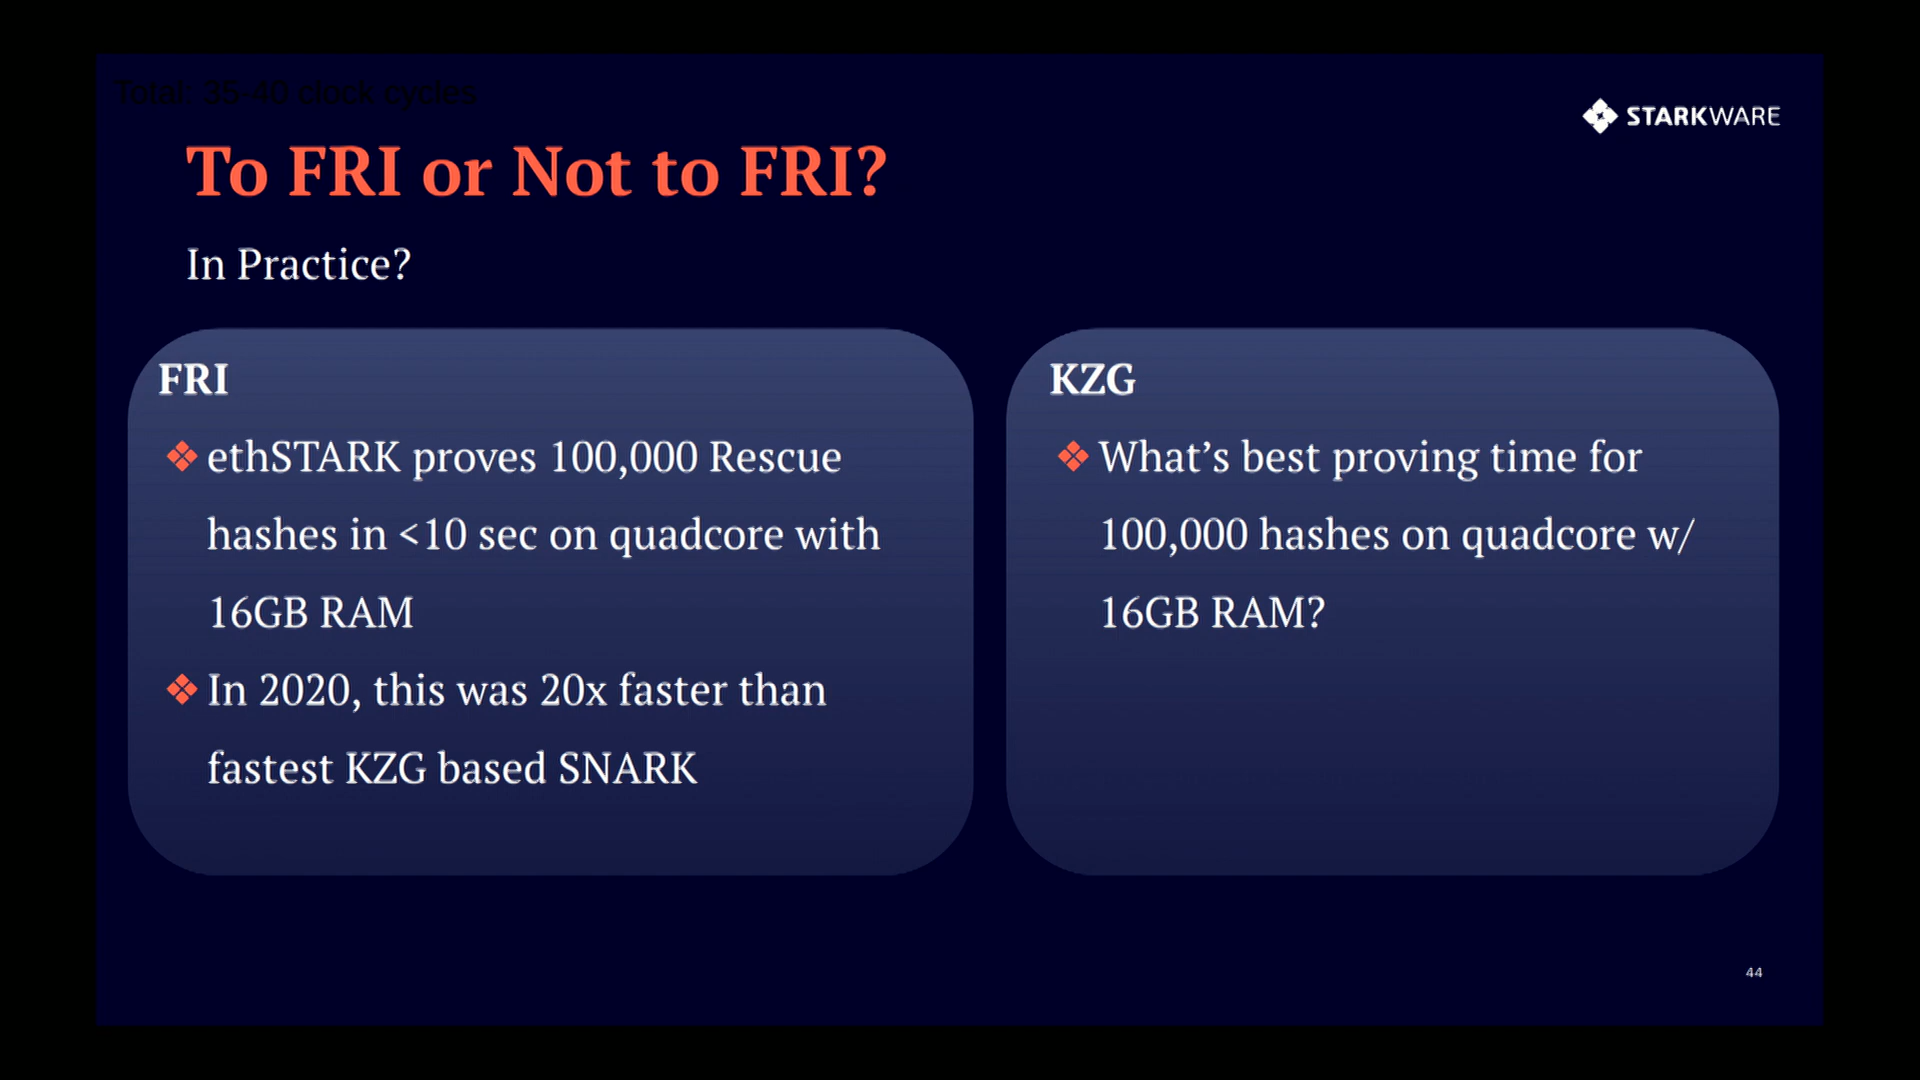 Total: 35-40 clock cycles
STARKWARE
To FRI or Not to FRI?
In Practice?
FRI
❖ ethSTARK proves 100,000 Rescue
hashes in <10 sec on quadcore with
16GB RAM
❖ In 2020, this was 20x faster than
fastest KZG based SNARK
KZG
❖ What’s best proving time for
100,000 hashes on quadcore w/
16GB RAM?
44